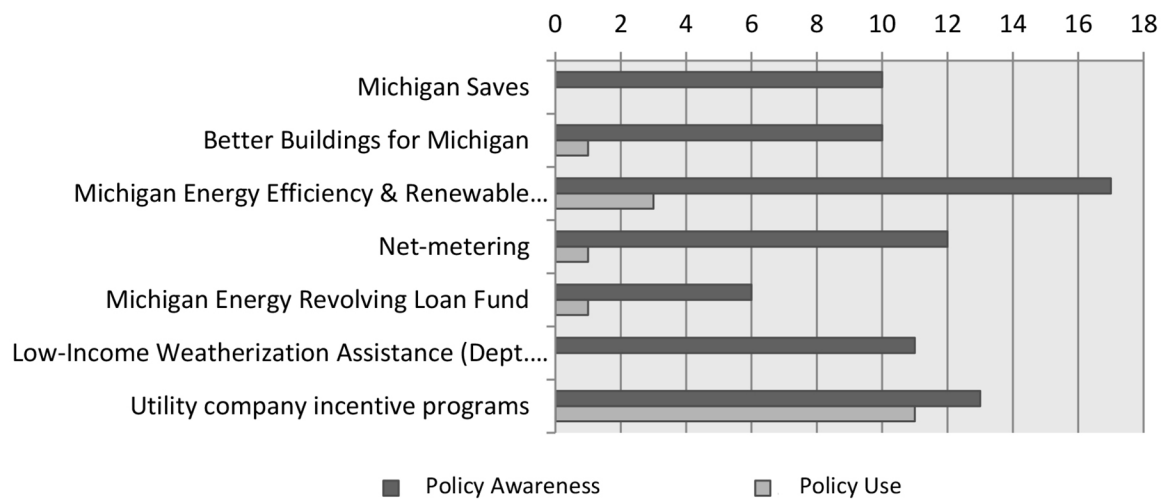 0 2 4 6 8 10 12 14 16 18
Michigan Saves
Better Buildings for Michigan
Michigan Energy Efficiency & Renewable...
Net-metering
Michigan Energy Revolving Loan Fund
Low-Income Weatherization Assistance (Dept....
Utility company incentive programs
Policy Awareness Policy Use